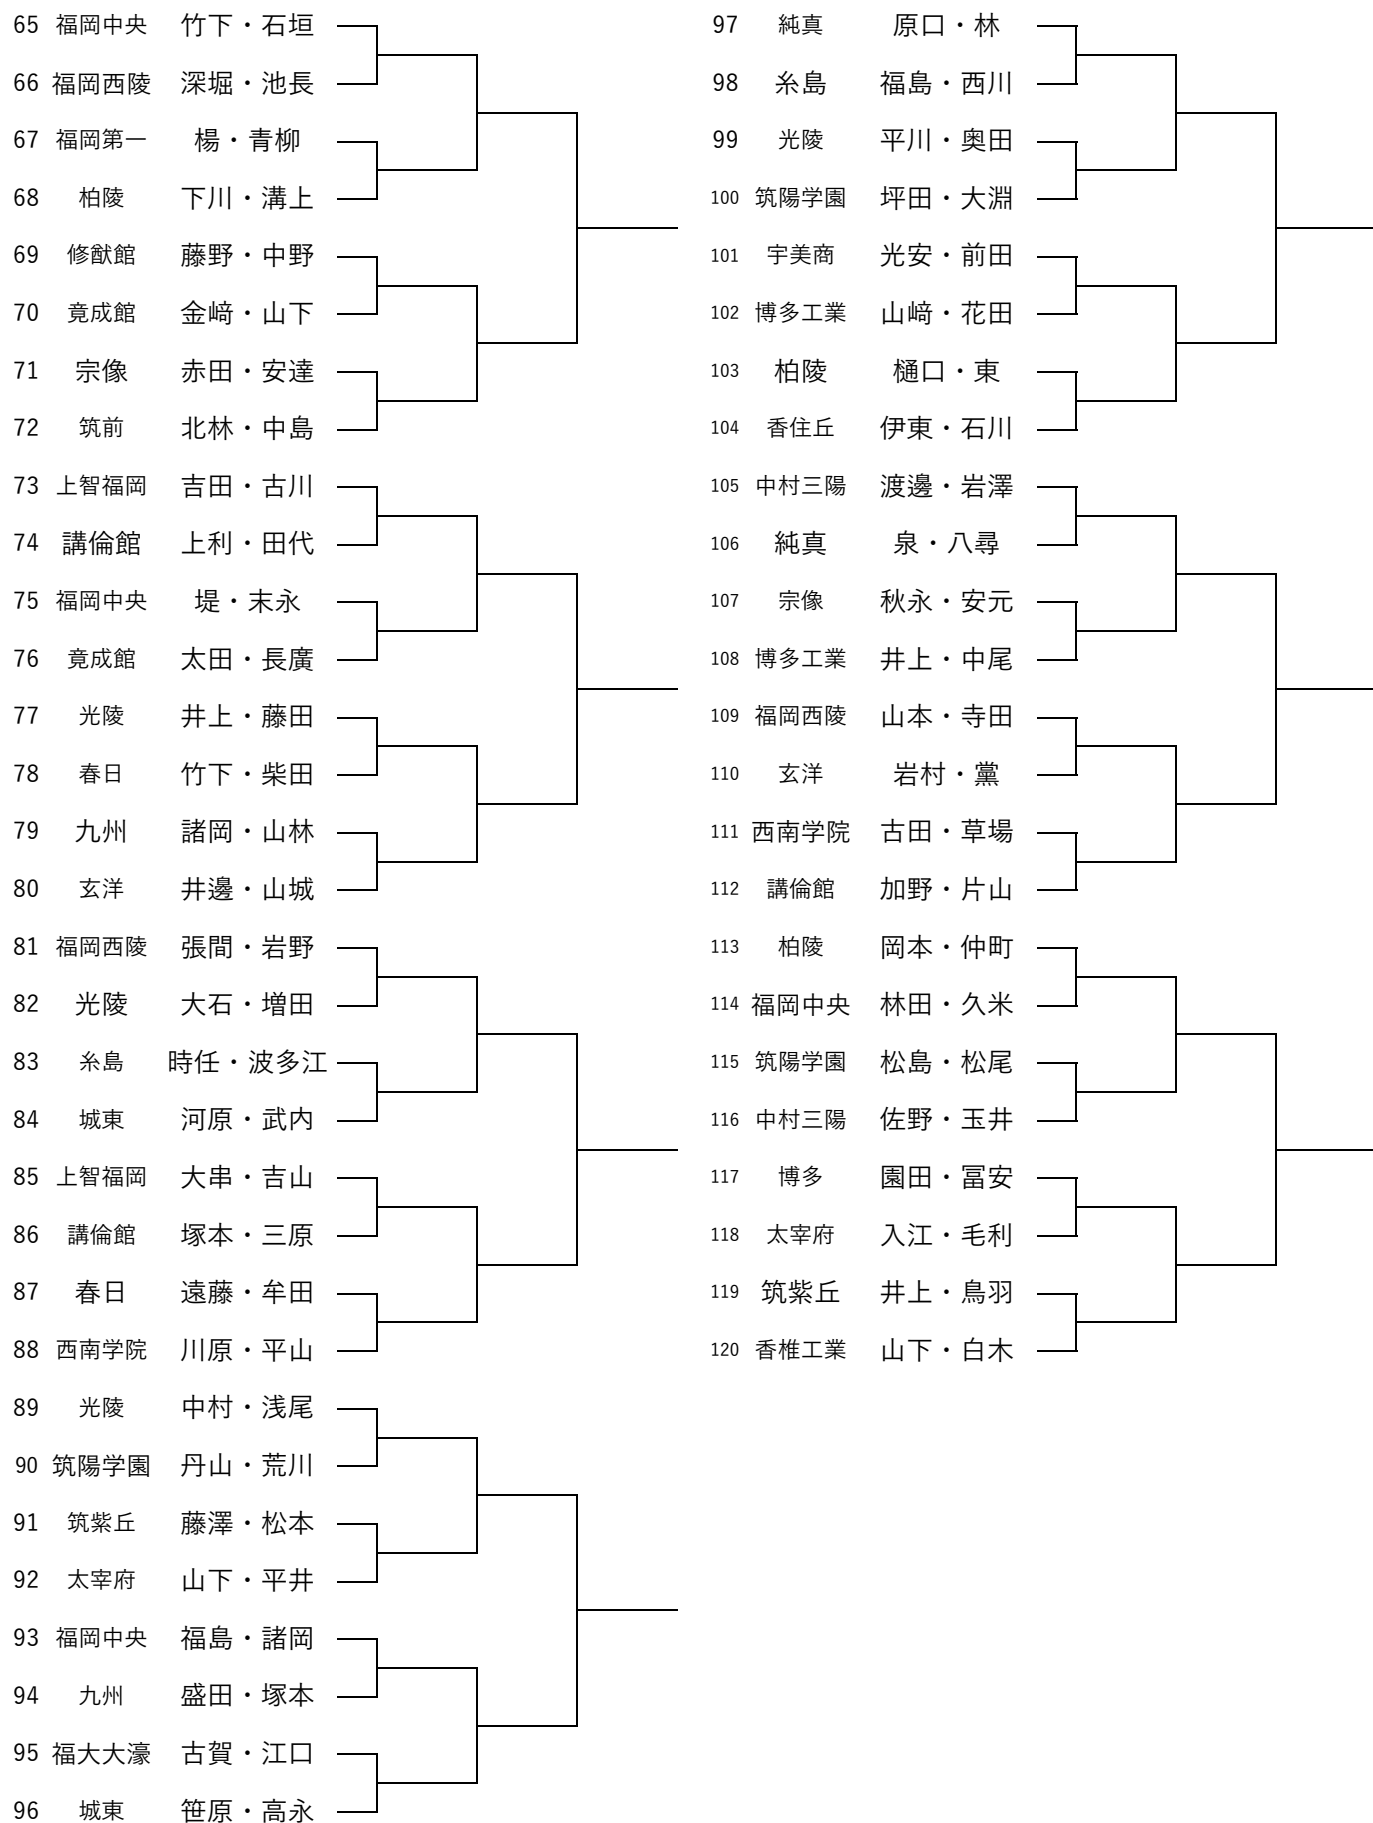 65 福岡中央 竹下・石垣
66 福岡西陵 深堀・池長
67 福岡第一 楊・青柳
68 柏陵 下川・溝上
69 修猷館 藤野・中野
70 竟成館 金﨑・山下
71 宗像 赤田・安達
72 筑前 北林・中島
73 上智福岡 吉田・古川
74 講倫館 上利・田代
75 福岡中央 堤・末永
76 竟成館 太田・長廣
77 光陵 井上・藤田
78 春日 竹下・柴田
79 九州 諸岡・山林
80 玄洋 井邊・山城
81 福岡西陵 張間・岩野
82 光陵 大石・増田
83 糸島 時任・波多江
84 城東 河原・武内
85 上智福岡 大串・吉山
86 講倫館 塚本・三原
87 春日 遠藤・牟田
88 西南学院 川原・平山
89 光陵 中村・浅尾
90 筑陽学園 丹山・荒川
91 筑紫丘 藤澤・松本
92 太宰府 山下・平井
93 福岡中央 福島・諸岡
94 九州 盛田・塚本
95 福大大濠 古賀・江口
96 城東 笹原・高永
97 純真 原口・林
98 糸島 福島・西川
99 光陵 平川・奥田
100 筑陽学園 坪田・大淵
101 宇美商 光安・前田
102 博多工業 山﨑・花田
103 柏陵 樋口・東
104 香住丘 伊東・石川
105 中村三陽 渡邊・岩澤
106 純真 泉・八尋
107 宗像 秋永・安元
108 博多工業 井上・中尾
109 福岡西陵 山本・寺田
110 玄洋 岩村・黨
111 西南学院 古田・草場
112 講倫館 加野・片山
113 柏陵 岡本・仲町
114 福岡中央 林田・久米
115 筑陽学園 松島・松尾
116 中村三陽 佐野・玉井
117 博多 園田・冨安
118 太宰府 入江・毛利
119 筑紫丘 井上・鳥羽
120 香椎工業 山下・白木